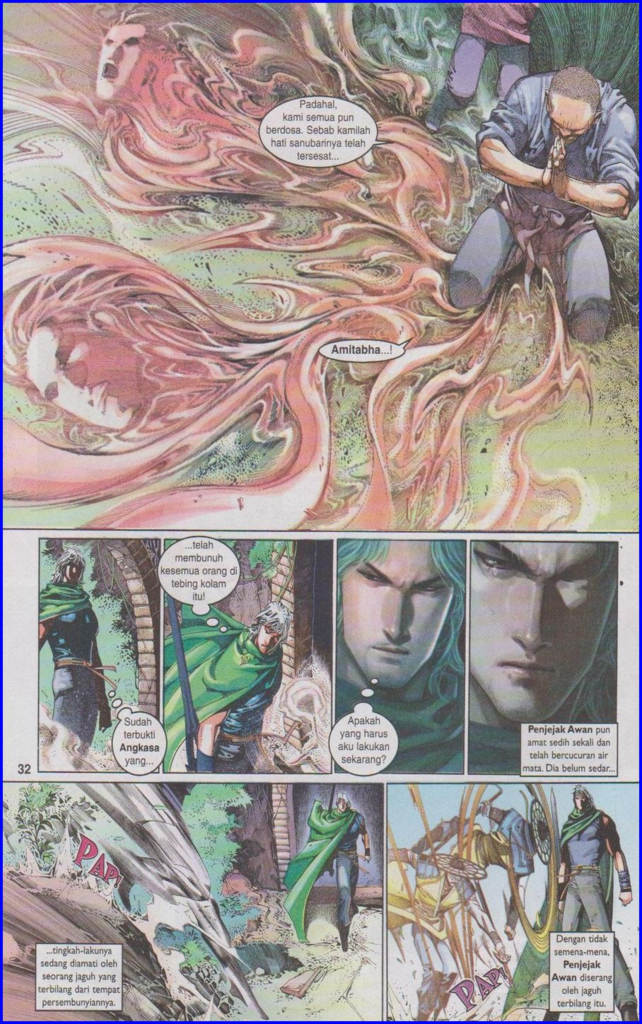 Padahal,
kami semua pun
berdosa. Sebab kamilah
hati sanubarinya telah
tersesat...
Amitabha...!
Sudah
terbukti
Angkasa
yang...
...telah
membunuh
kesemua orang di
tebing kolam
itu!
Apakah
yang harus
aku lakukan
sekarang?
Penjejak Awan pun
amat sedih sekali dan
telah bercucuran air
mata. Dia belum sedar...
32
PAP!
PAP!
...tingkah-lakunya
sedang diamati oleh
seorang jaguh yang
terbilang dari tempat
persembunyiannya.
PAP!
Dengan tidak
semena-mena,
Penjejak
Awan diserang
oleh jaguh
terbilang itu.